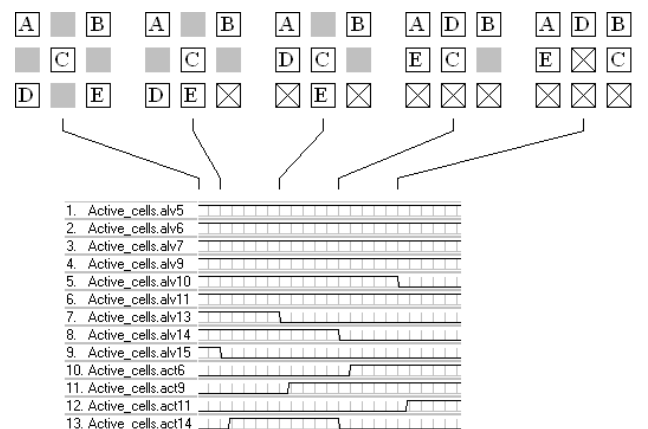 A B A B A B A D B A D B
C C D C E C E C
D E D E E
1. Active_cells.alv5
2. Active_cells.alv6
3. Active_cells.alv7
4. Active_cells.alv9
5. Active_cells.alv10
6. Active_cells.alv11
7. Active_cells.alv13
8. Active_cells.alv14
9. Active_cells.alv15
10. Active_cells.act6
11. Active_cells.act9
12. Active_cells.act11
13. Active_cells.act14